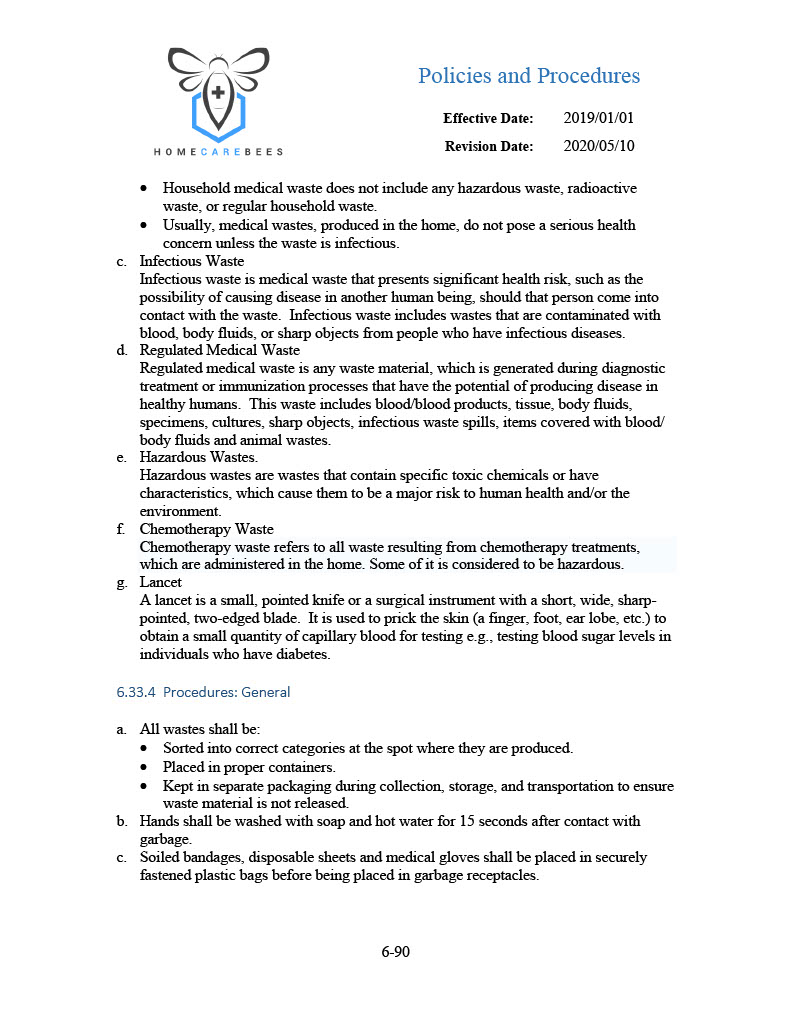 Policies and Procedures
Effective Date: 2019/01/01
Revision Date: 2020/05/10
HOMECAREBEES
• Household medical waste does not include any hazardous waste, radioactive
waste, or regular household waste.
• Usually, medical wastes, produced in the home, do not pose a serious health
concern unless the waste is infectious.
c. Infectious Waste
Infectious waste is medical waste that presents significant health risk, such as the
possibility of causing disease in another human being, should that person come into
contact with the waste.  Infectious waste includes wastes that are contaminated with
blood, body fluids, or sharp objects from people who have infectious diseases.
d. Regulated Medical Waste
Regulated medical waste is any waste material, which is generated during diagnostic
treatment or immunization processes that have the potential of producing disease in
healthy humans.  This waste includes blood/blood products, tissue, body fluids,
specimens, cultures, sharp objects, infectious waste spills, items covered with blood/
body fluids and animal wastes.
e. Hazardous Wastes.
Hazardous wastes are wastes that contain specific toxic chemicals or have
characteristics, which cause them to be a major risk to human health and/or the
environment.
f. Chemotherapy Waste
Chemotherapy waste refers to all waste resulting from chemotherapy treatments,
which are administered in the home. Some of it is considered to be hazardous.
g. Lancet
A lancet is a small, pointed knife or a surgical instrument with a short, wide, sharp-
pointed, two-edged blade.  It is used to prick the skin (a finger, foot, ear lobe, etc.) to
obtain a small quantity of capillary blood for testing e.g., testing blood sugar levels in
individuals who have diabetes.
6.33.4  Procedures: General
a. All wastes shall be:
• Sorted into correct categories at the spot where they are produced.
• Placed in proper containers.
• Kept in separate packaging during collection, storage, and transportation to ensure
waste material is not released.
b. Hands shall be washed with soap and hot water for 15 seconds after contact with
garbage.
c. Soiled bandages, disposable sheets and medical gloves shall be placed in securely
fastened plastic bags before being placed in garbage receptacles.
6-90